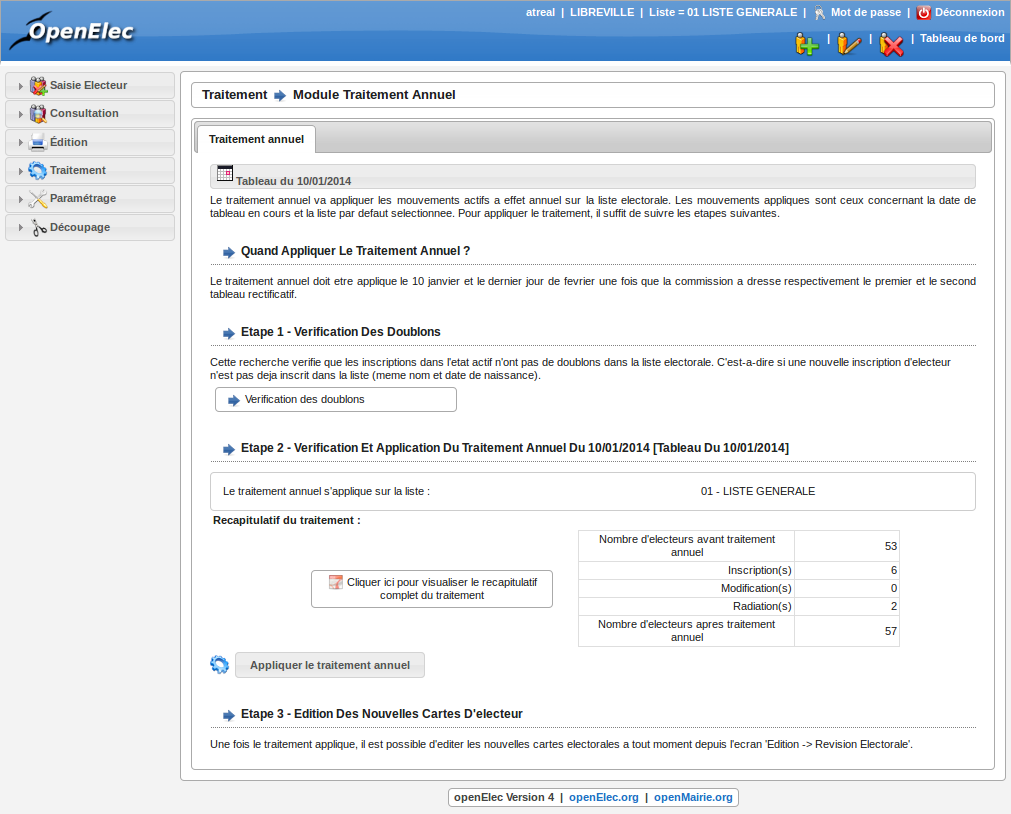 OpenElec
atreal | LIBREVILLE | Liste = 01 LISTE GENERALE | Mot de passe | Déconnexion
| | | Tableau de bord
Saisie Electeur
Consultation
Édition
Traitement
Paramétrage
Découpage
Traitement Module Traitement Annuel
Traitement annuel
Tableau du 10/01/2014
Le traitement annuel va appliquer les mouvements actifs a effet annuel sur la liste electorale. Les mouvements appliques sont ceux concernant la date de
tableau en cours et la liste par defaut selectionnee. Pour appliquer le traitement, il suffit de suivre les etapes suivantes.
Quand Appliquer Le Traitement Annuel ?
Le traitement annuel doit etre applique le 10 janvier et le dernier jour de fevrier une fois que la commission a dresse respectivement le premier et le second
tableau rectificatif.
Etape 1 - Verification Des Doublons
Cette recherche verifie que les inscriptions dans l'etat actif n'ont pas de doublons dans la liste electorale. C'est-a-dire si une nouvelle inscription d'electeur
n'est pas deja inscrit dans la liste (meme nom et date de naissance).
Verification des doublons
Etape 2 - Verification Et Application Du Traitement Annuel Du 10/01/2014 [Tableau Du 10/01/2014]
Le traitement annuel s'applique sur la liste : 01 - LISTE GENERALE
Recapitulatif du traitement :
Cliquer ici pour visualiser le recapitulatif
complet du traitement
Nombre d'electeurs avant traitement
annuel 53
Inscription(s) 6
Modification(s) 0
Radiation(s) 2
Nombre d'electeurs apres traitement
annuel 57
Appliquer le traitement annuel
Etape 3 - Edition Des Nouvelles Cartes D'electeur
Une fois le traitement applique, il est possible d'editer les nouvelles cartes electorales a tout moment depuis l'ecran 'Edition -> Revision Electorale'.
openElec Version 4 | openElec.org | openMairie.org